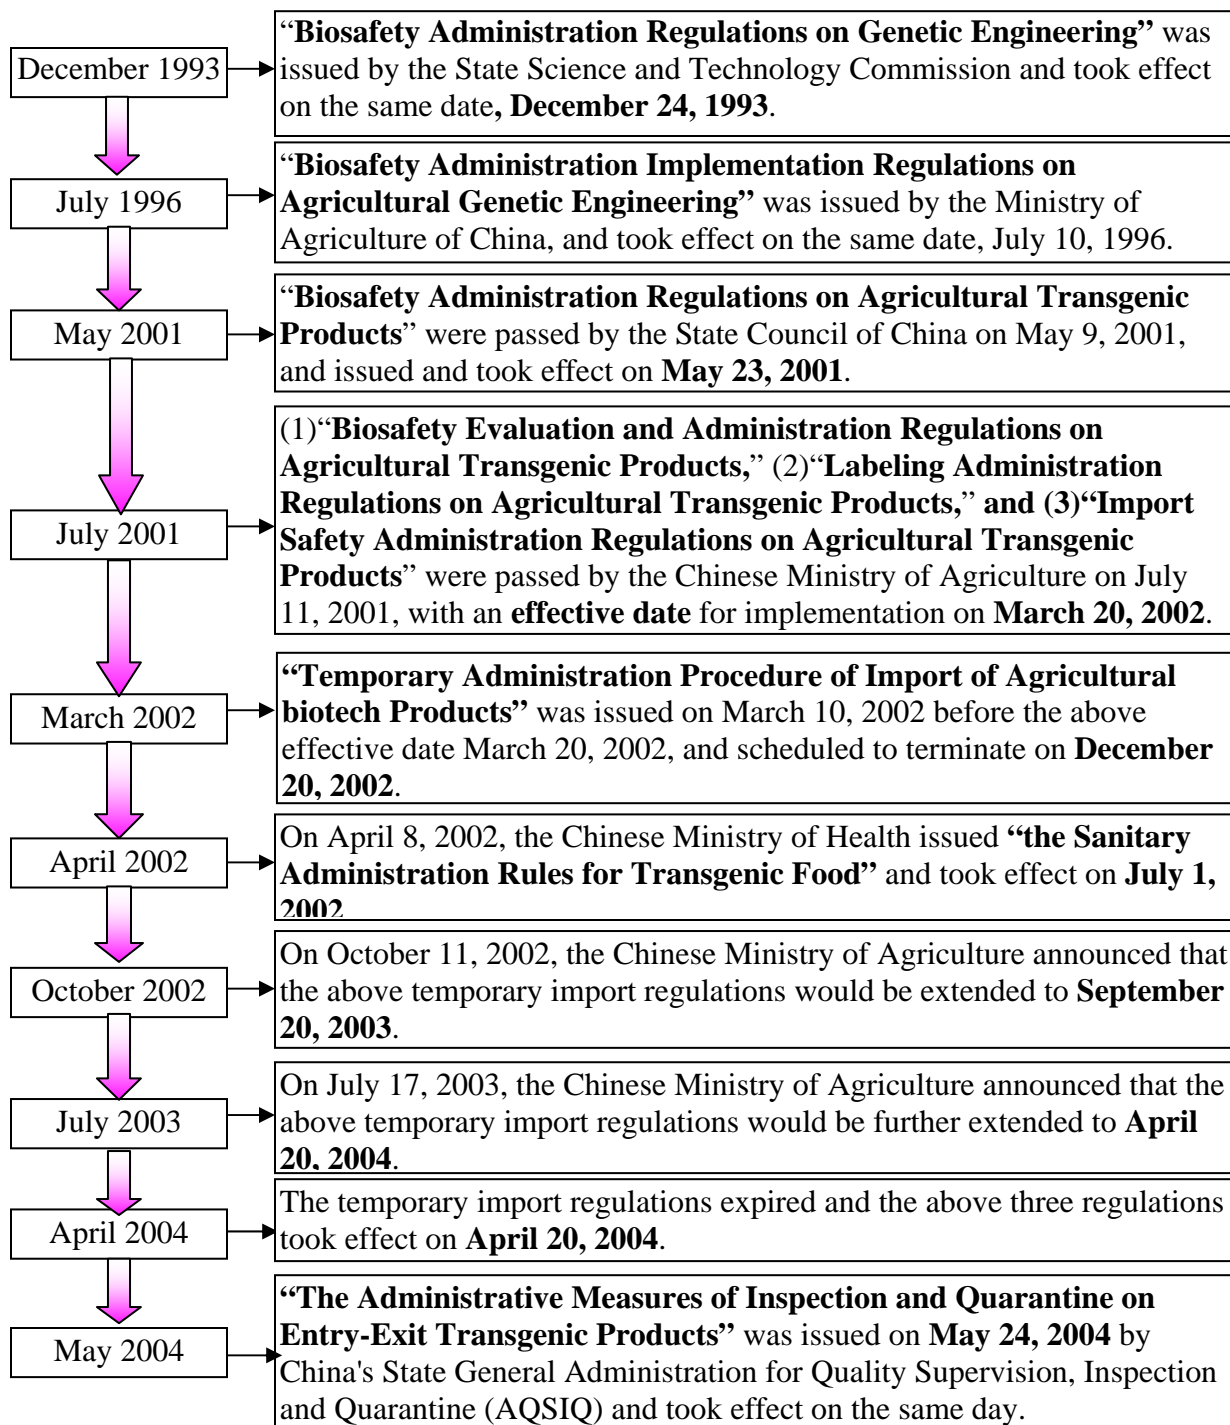 December 1993
“Biosafety Administration Regulations on Genetic Engineering” was
issued by the State Science and Technology Commission and took effect
on the same date, December 24, 1993.
July 1996
“Biosafety Administration Implementation Regulations on
Agricultural Genetic Engineering” was issued by the Ministry of
Agriculture of China, and took effect on the same date, July 10, 1996.
May 2001
“Biosafety Administration Regulations on Agricultural Transgenic
Products” were passed by the State Council of China on May 9, 2001,
and issued and took effect on May 23, 2001.
July 2001
(1)“Biosafety Evaluation and Administration Regulations on
Agricultural Transgenic Products,” (2)“Labeling Administration
Regulations on Agricultural Transgenic Products,” and (3)“Import
Safety Administration Regulations on Agricultural Transgenic
Products” were passed by the Chinese Ministry of Agriculture on July
11, 2001, with an effective date for implementation on March 20, 2002.
March 2002
“Temporary Administration Procedure of Import of Agricultural
biotech Products” was issued on March 10, 2002 before the above
effective date March 20, 2002, and scheduled to terminate on December
20, 2002.
April 2002
On April 8, 2002, the Chinese Ministry of Health issued “the Sanitary
Administration Rules for Transgenic Food” and took effect on July 1,
2002
October 2002
On October 11, 2002, the Chinese Ministry of Agriculture announced that
the above temporary import regulations would be extended to September
20, 2003.
July 2003
On July 17, 2003, the Chinese Ministry of Agriculture announced that the
above temporary import regulations would be further extended to April
20, 2004.
April 2004
The temporary import regulations expired and the above three regulations
took effect on April 20, 2004.
May 2004
“The Administrative Measures of Inspection and Quarantine on
Entry-Exit Transgenic Products” was issued on May 24, 2004 by
China's State General Administration for Quality Supervision, Inspection
and Quarantine (AQSIQ) and took effect on the same day.